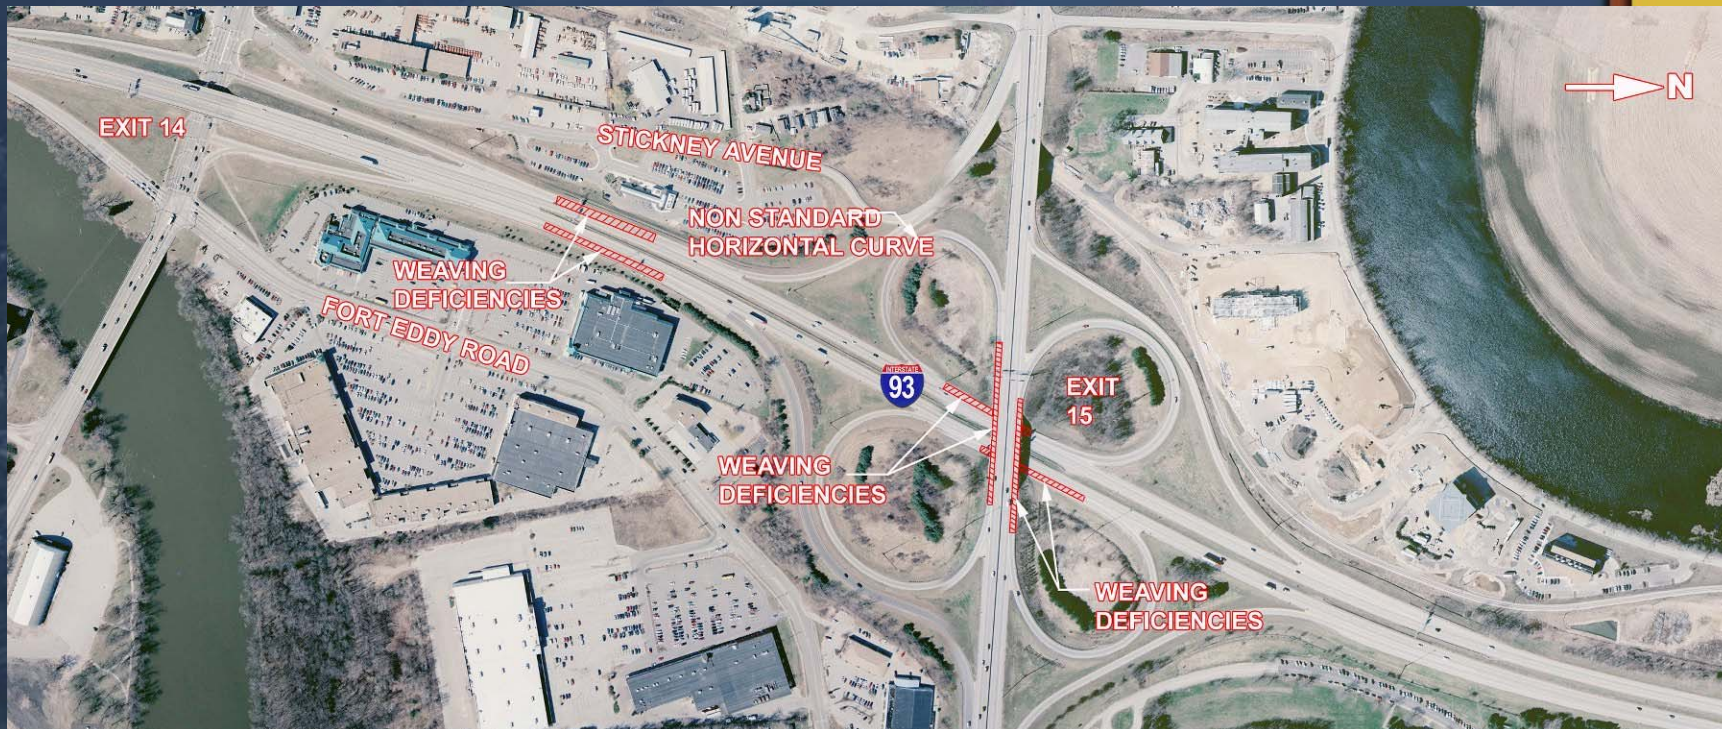 N
EXIT 14
STICKNEY AVENUE
NON STANDARD
HORIZONTAL CURVE
WEAVING
DEFICIENCIES
FORT EDDY ROAD
INTERSTATE
93
EXIT
15
WEAVING
DEFICIENCIES
WEAVING
DEFICIENCIES